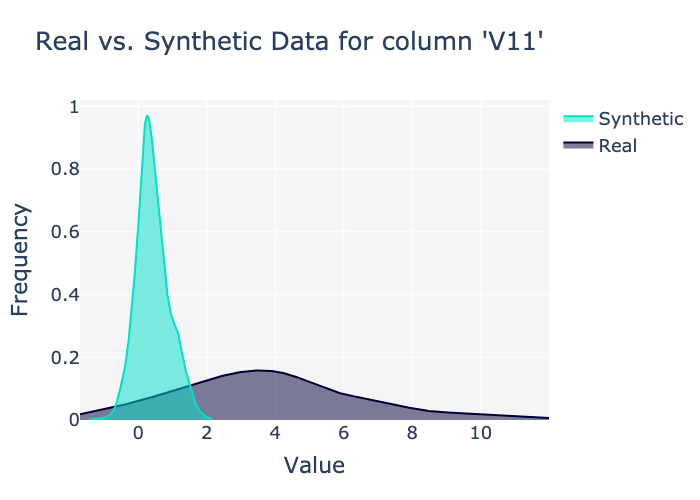 Real vs. Synthetic Data for column 'V11'
Synthetic
Real
Frequency
1
0.8
0.6
0.4
0.2
0
0 2 4 6 8 10
Value